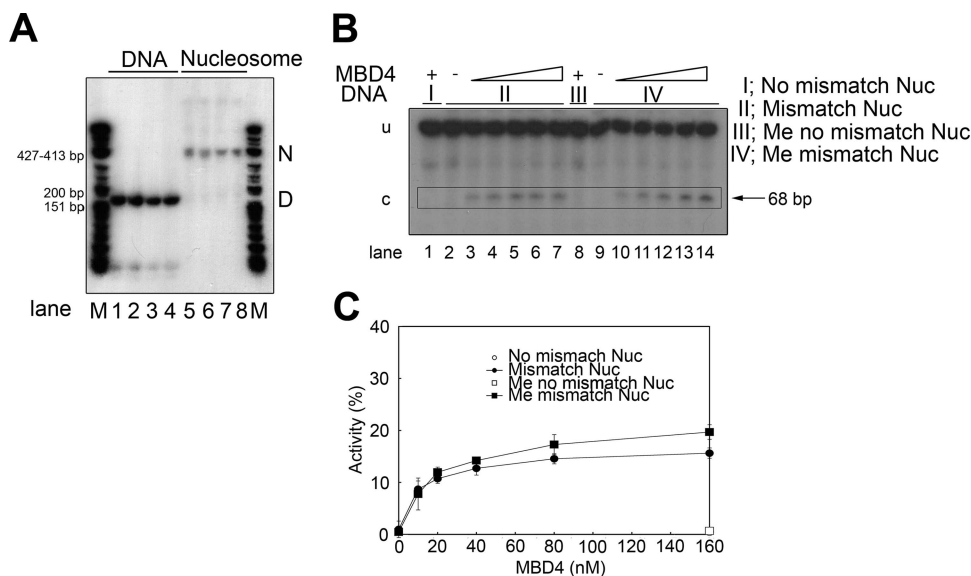 A
DNA Nucleosome
427-413 bp
N
200 bp
151 bp
D
lane M 1 2 3 4 5 6 7 8 M
B
MBD4 + - + -
DNA I II III IV
u
c
68 bp
lane 1 2 3 4 5 6 7 8 9 10 11 12 13 14
I; No mismatch Nuc
II; Mismatch Nuc
III; Me no mismatch Nuc
IV; Me mismatch Nuc
C
40
30
20
10
0
Activity (%)
No mismach Nuc
Mismatch Nuc
Me no mismatch Nuc
Me mismatch Nuc
0 20 40 60 80 100 120 140 160
MBD4 (nM)